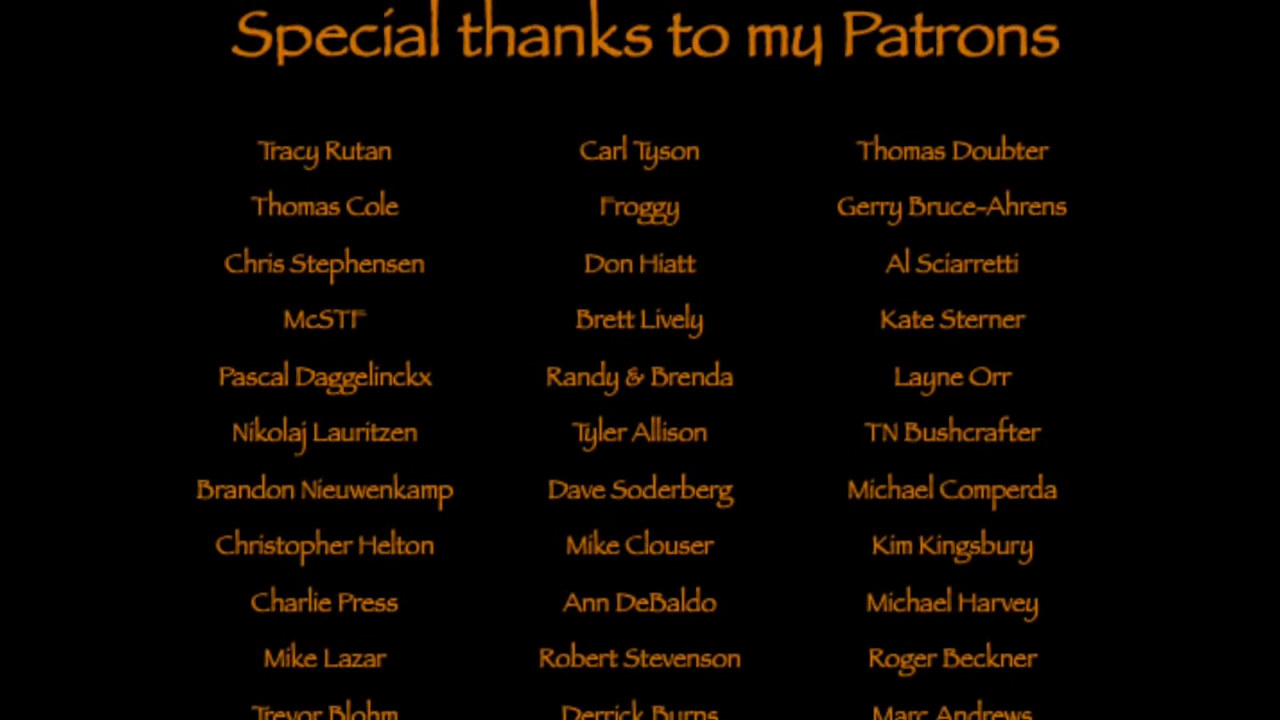 Special thanks to my Patrons
Tracy Rutan Carl Tyson Thomas Doubter
Thomas Cole Froggy Gerry Bruce-Ahrens
Chris Stephensen Don Hiatt Al Sciarretti
McSTF Brett Lively Kate Sterner
Pascal Daggelinckx Randy & Brenda Layne Orr
Nikolaj Lauritzen Tyler Allison TN Bushcrafter
Brandon Nieuwenkamp Dave Soderberg Michael Comperda
Christopher Helton Mike Clouser Kim Kingsbury
Charlie Press Ann DeBaldo Michael Harvey
Mike Lazar Robert Stevenson Roger Beckner
Trevor Blohm Derrick Burns Marc Andrews